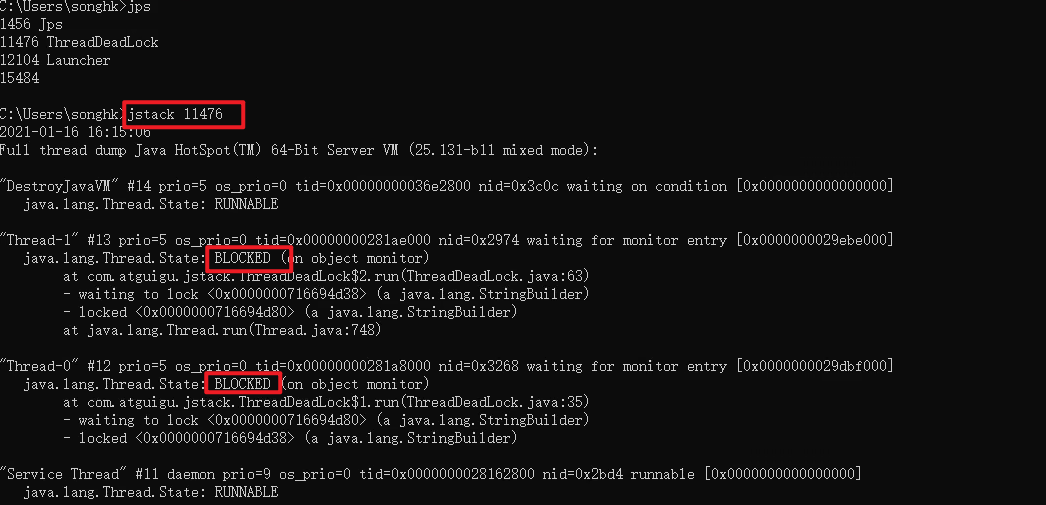 C:\Users\songhk>jps
1456 Jps
11476 ThreadDeadLock
12104 Launcher
15484
C:\Users\songhk>jstack 11476
2021-01-16 16:15:06
Full thread dump Java HotSpot(TM) 64-Bit Server VM (25.131-b11 mixed mode):
"DestroyJavaVM" #14 prio=5 os_prio=0 tid=0x00000000036e2800 nid=0x3c0c waiting on condition [0x0000000000000000]
java.lang.Thread.State: RUNNABLE
"Thread-1" #13 prio=5 os_prio=0 tid=0x00000000281ae000 nid=0x2974 waiting for monitor entry [0x0000000029ebe000]
java.lang.Thread.State: BLOCKED (on object monitor)
at com.atguigu.jstack.ThreadDeadLock$2.run(ThreadDeadLock.java:63)
- waiting to lock <0x0000000716694d38> (a java.lang.StringBuilder)
- locked <0x0000000716694d80> (a java.lang.StringBuilder)
at java.lang.Thread.run(Thread.java:748)
"Thread-0" #12 prio=5 os_prio=0 tid=0x00000000281a8000 nid=0x3268 waiting for monitor entry [0x0000000029dbf000]
java.lang.Thread.State: BLOCKED (on object monitor)
at com.atguigu.jstack.ThreadDeadLock$1.run(ThreadDeadLock.java:35)
- waiting to lock <0x0000000716694d80> (a java.lang.StringBuilder)
- locked <0x0000000716694d38> (a java.lang.StringBuilder)
"Service Thread" #11 daemon prio=9 os_prio=0 tid=0x0000000028162800 nid=0x2bd4 runnable [0x0000000000000000]
java.lang.Thread.State: RUNNABLE